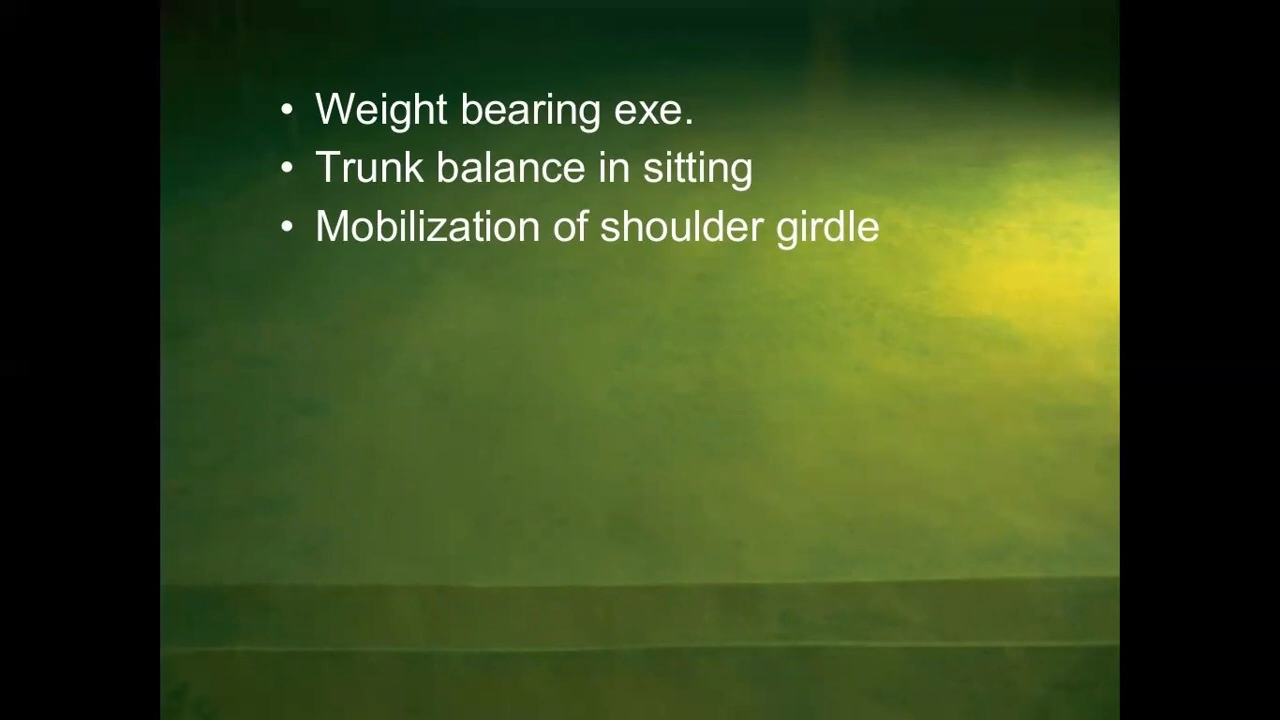 • Weight bearing exe.
• Trunk balance in sitting
• Mobilization of shoulder girdle